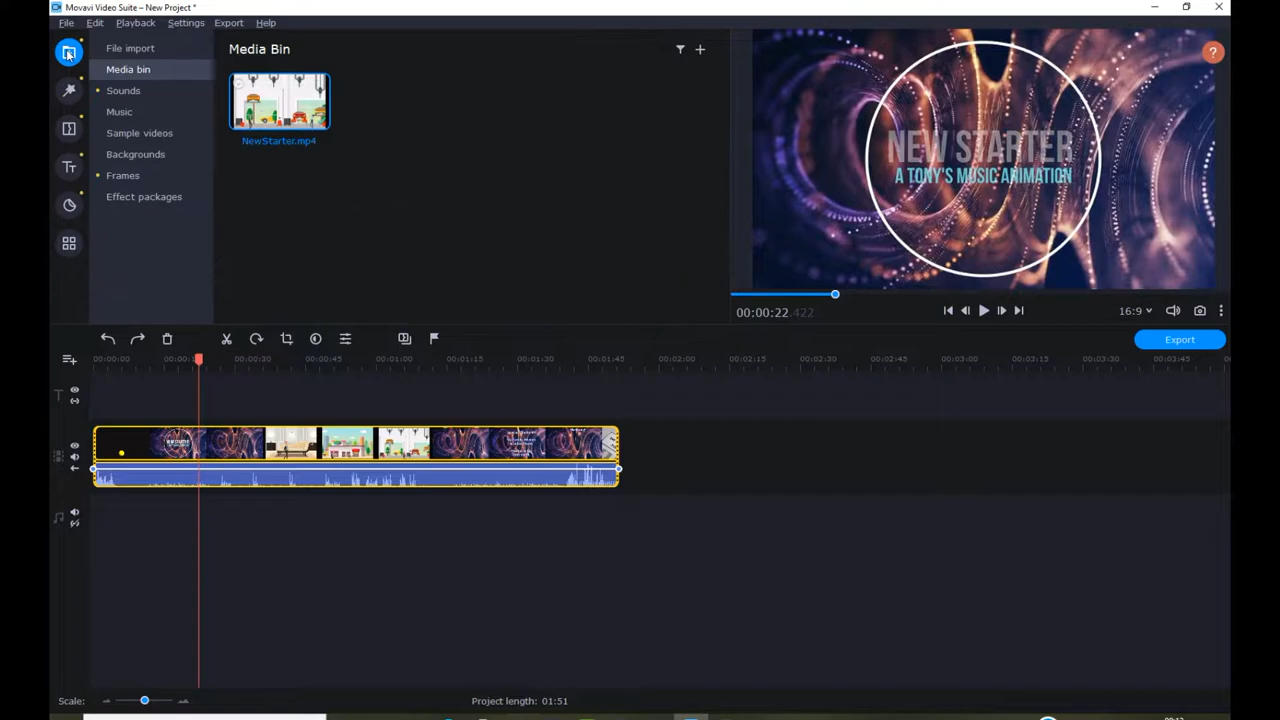 Movavi Video Suite – New Project *
File Edit Playback Settings Export Help
File import
Media bin
Sounds
Music
Sample videos
Backgrounds
Frames
Effect packages
Media Bin
NewStarter.mp4
NEW STARTER
A TONY'S MUSIC ANIMATION
?
00:00:22.422
16:9
Export
00:00:00 00:00:30 00:00:45 00:01:00 00:01:15 00:01:30 00:01:45 00:02:00 00:02:15 00:02:30 00:02:45 00:03:00 00:03:15 00:03:30 00:03:45
Scale:
Project length: 01:51